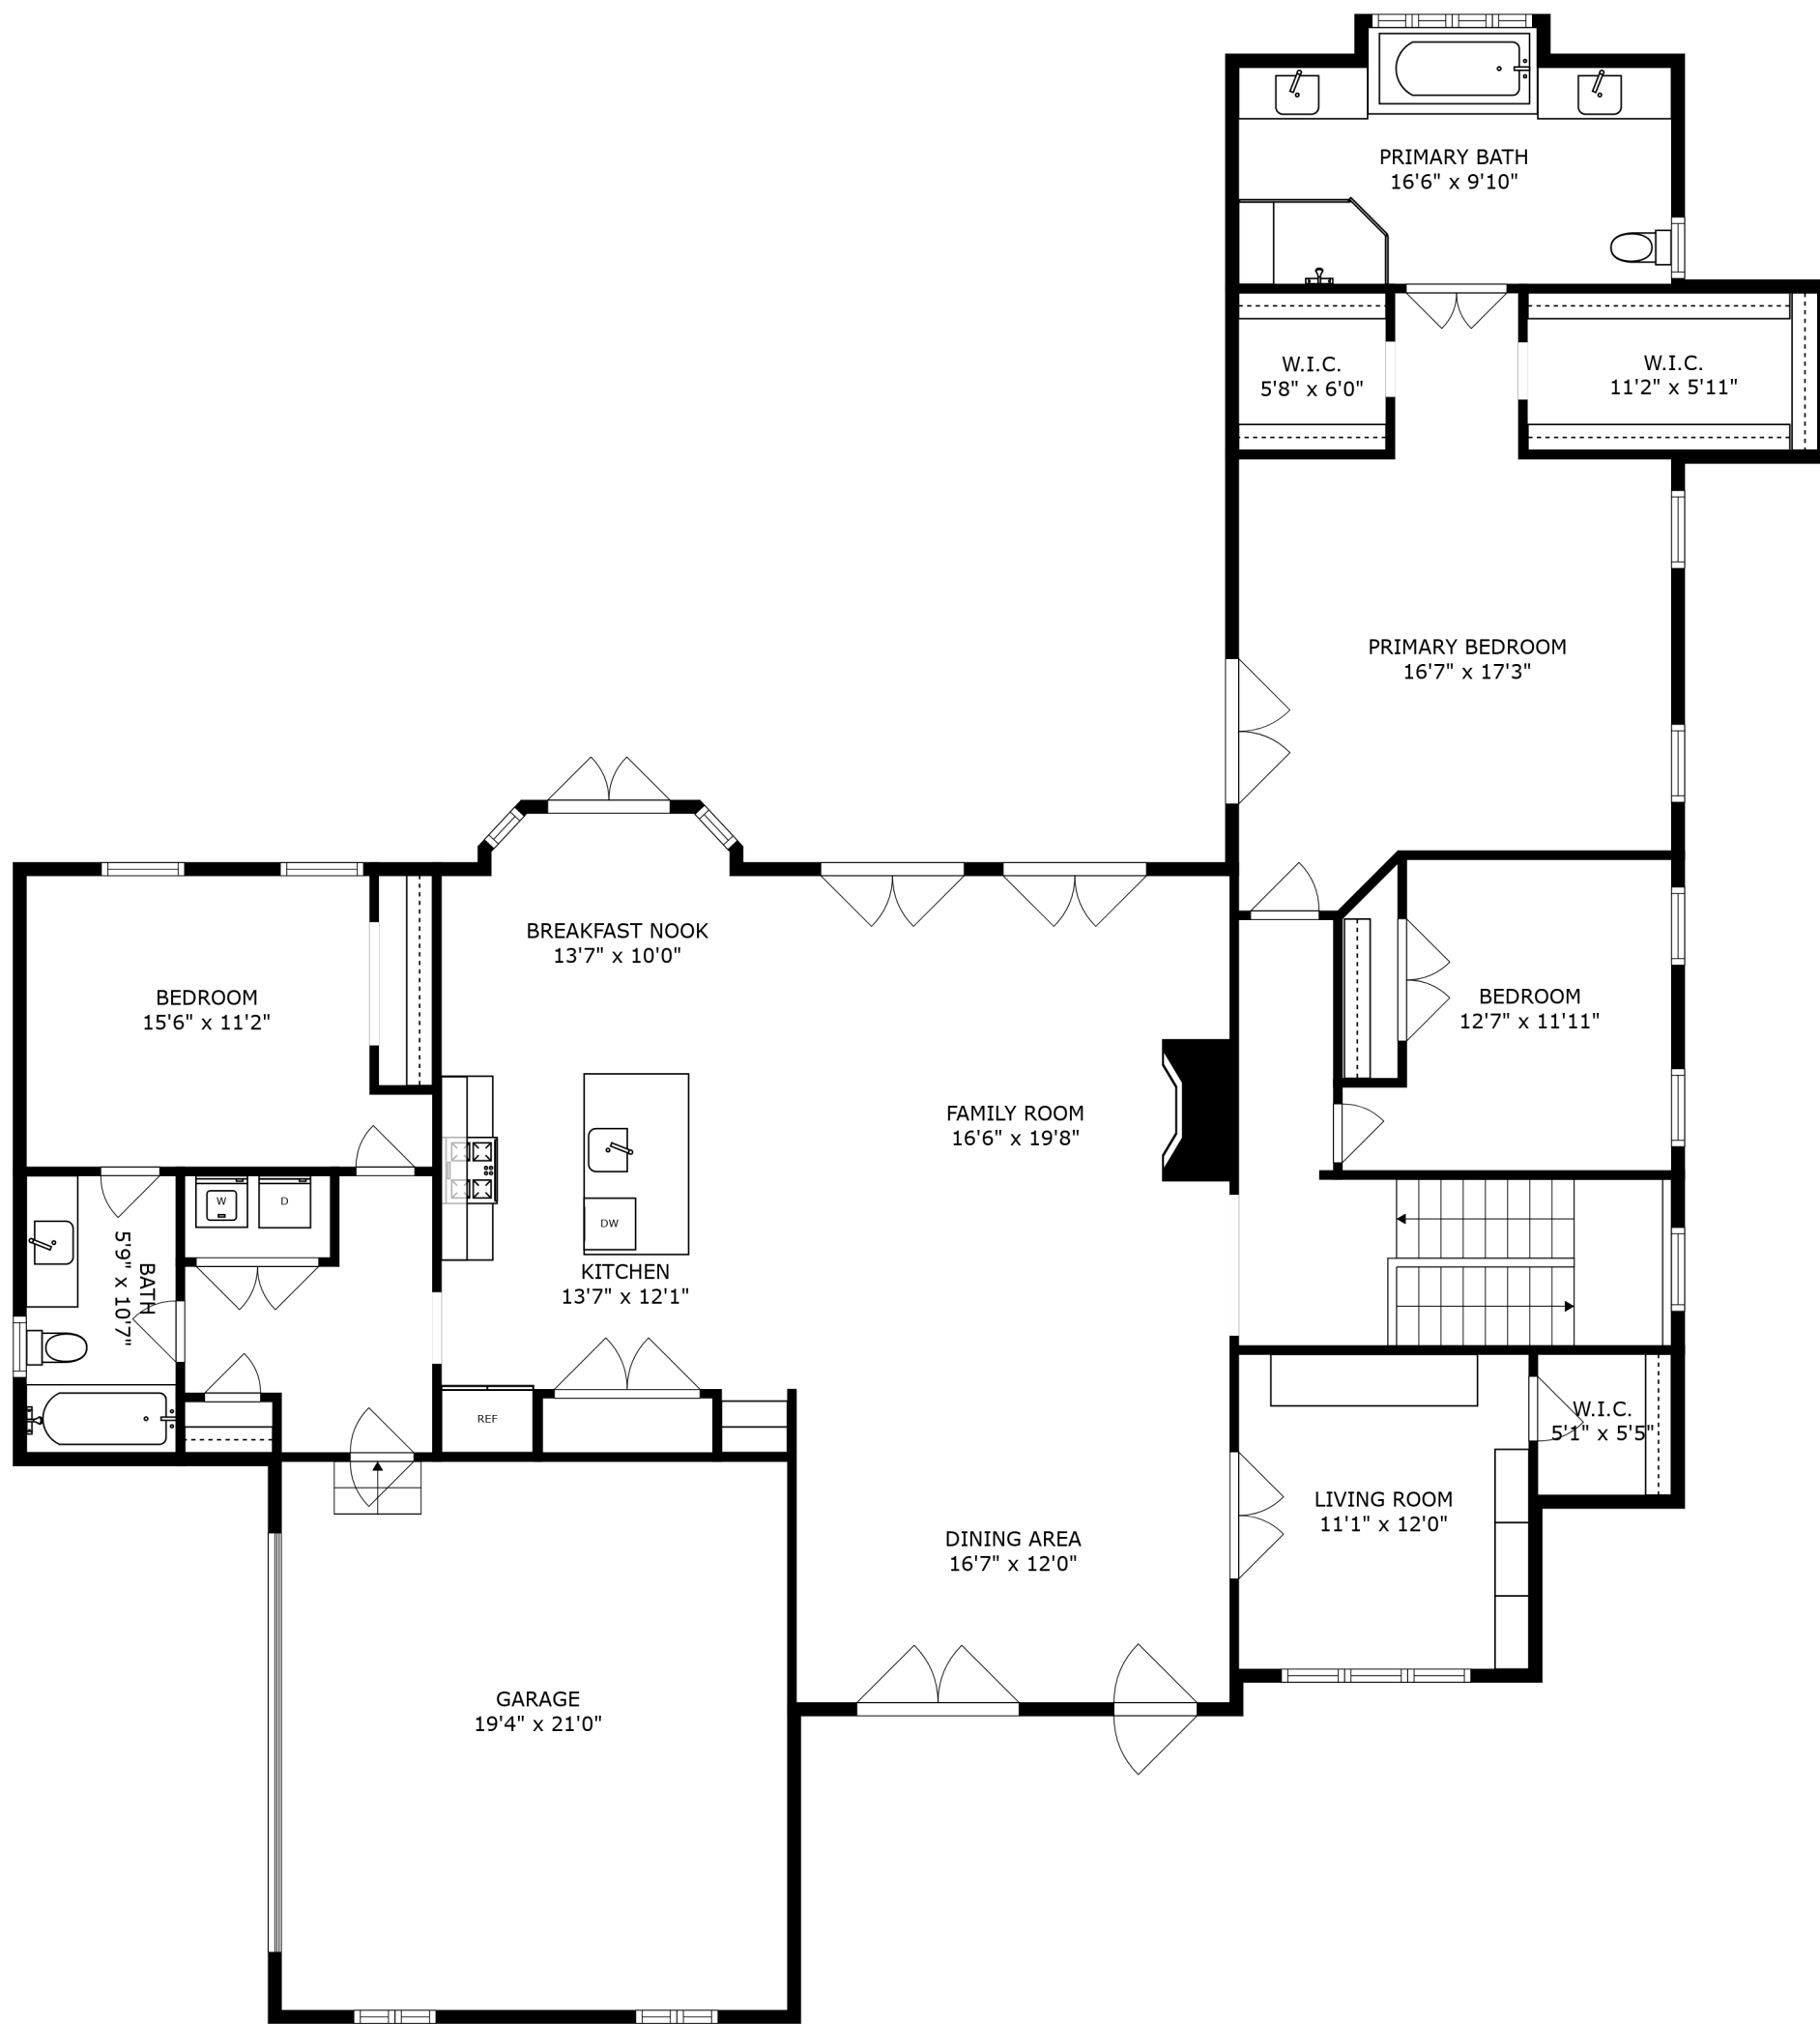 PRIMARY BATH
16'6" x 9'10"
W.I.C.
5'8" x 6'0"
W.I.C.
11'2" x 5'11"
PRIMARY BEDROOM
16'7" x 17'3"
BREAKFAST NOOK
13'7" x 10'0"
BEDROOM
15'6" x 11'2"
BEDROOM
12'7" x 11'11"
FAMILY ROOM
16'6" x 19'8"
W
D
DW
BATH
5'9" x 10'7"
KITCHEN
13'7" x 12'1"
REF
W.I.C.
5'1" x 5'5"
LIVING ROOM
11'1" x 12'0"
DINING AREA
16'7" x 12'0"
GARAGE
19'4" x 21'0"